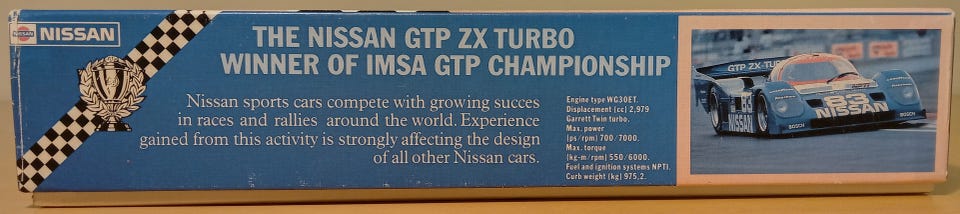 NISSAN
NISSAN
THE NISSAN GTP ZX TURBO
WINNER OF IMSA GTP CHAMPIONSHIP
Nissan sports cars compete with growing succes
in races and rallies around the world. Experience
gained from this activity is strongly affecting the design
of all other Nissan cars.
Engine type WG30ET.
Displacement (cc) 2,979
Garrett Twin turbo.
Max. power
(ps/rpm) 700/7000.
Max. torque
(kg-m/rpm) 550/6000.
Fuel and ignition systems NPTI.
Curb weight (kg) 975,2.
GTP ZX-TURBO
NPTI
83
83
NISSAN
NISSAN
BOSCH
BOSCH